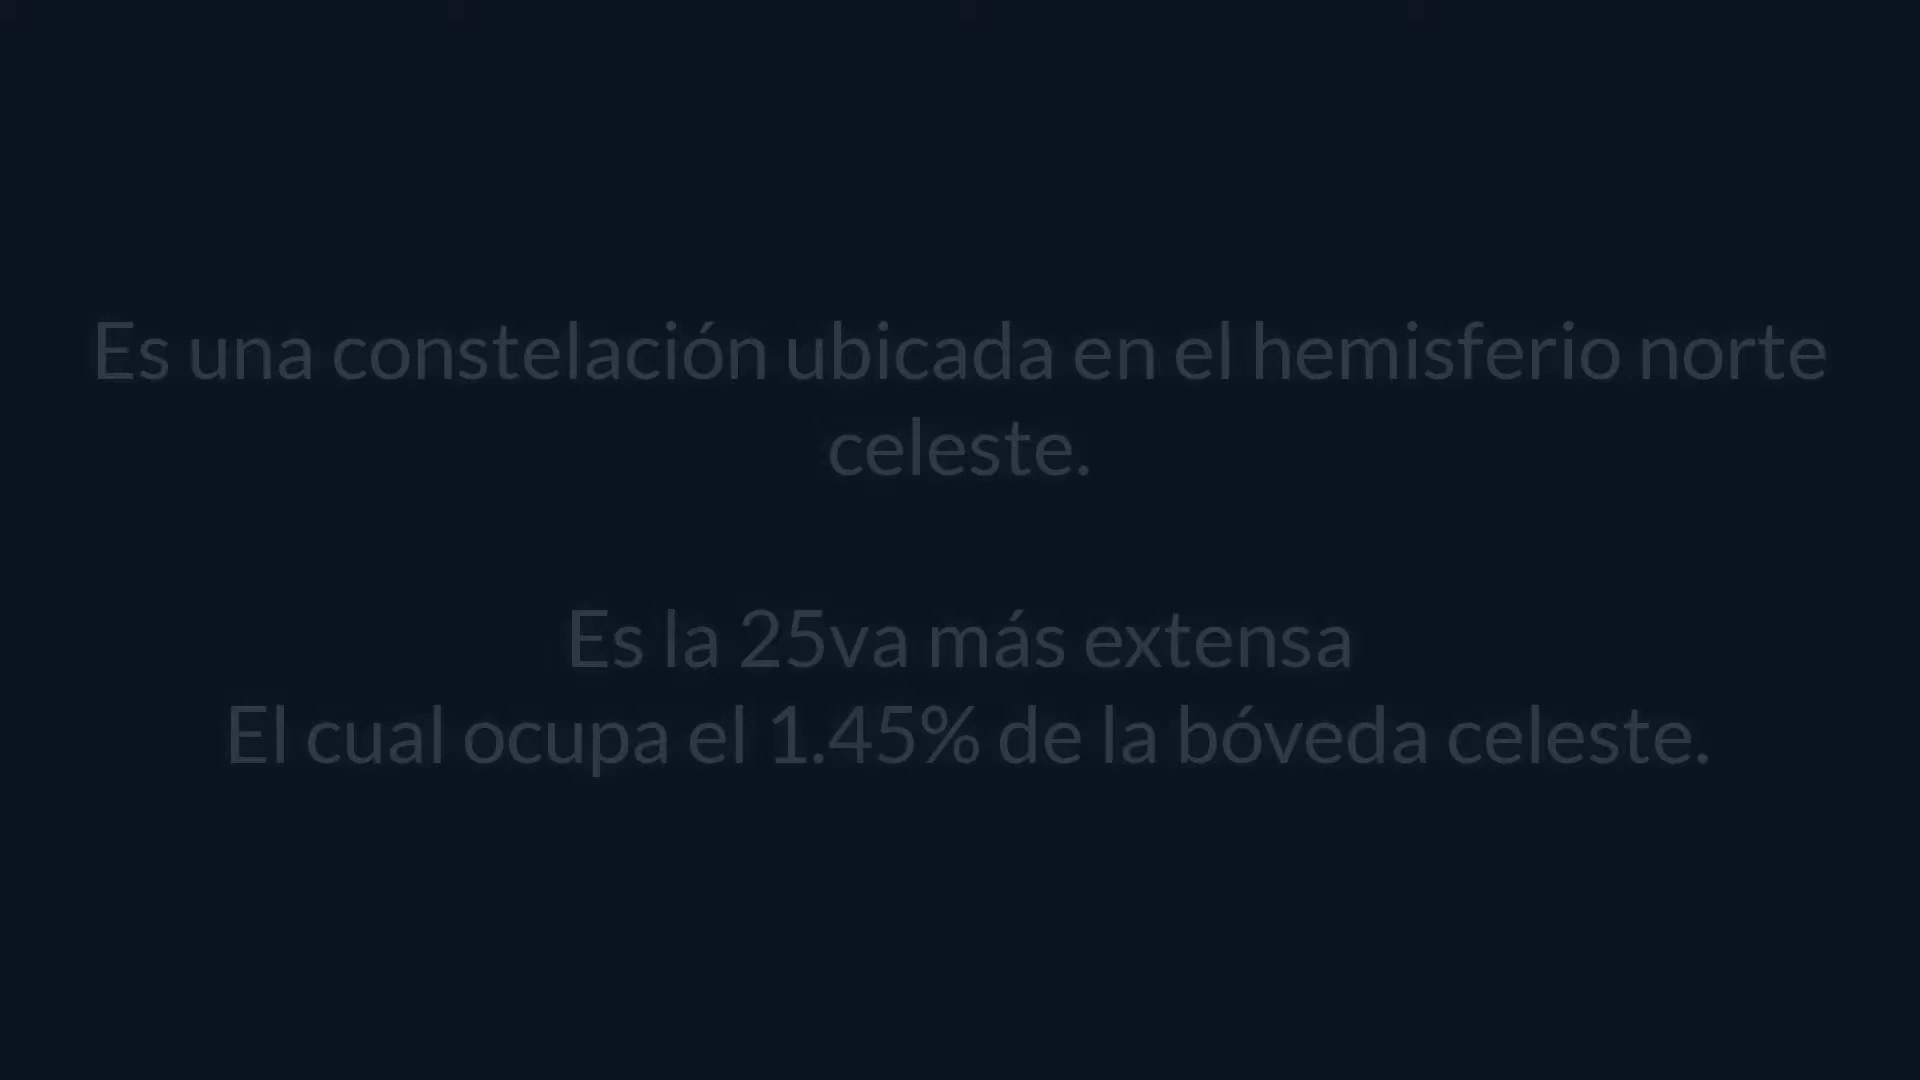 Es una constelación ubicada en el hemisferio norte
celeste.
Es la 25va más extensa
El cual ocupa el 1.45% de la bóveda celeste.